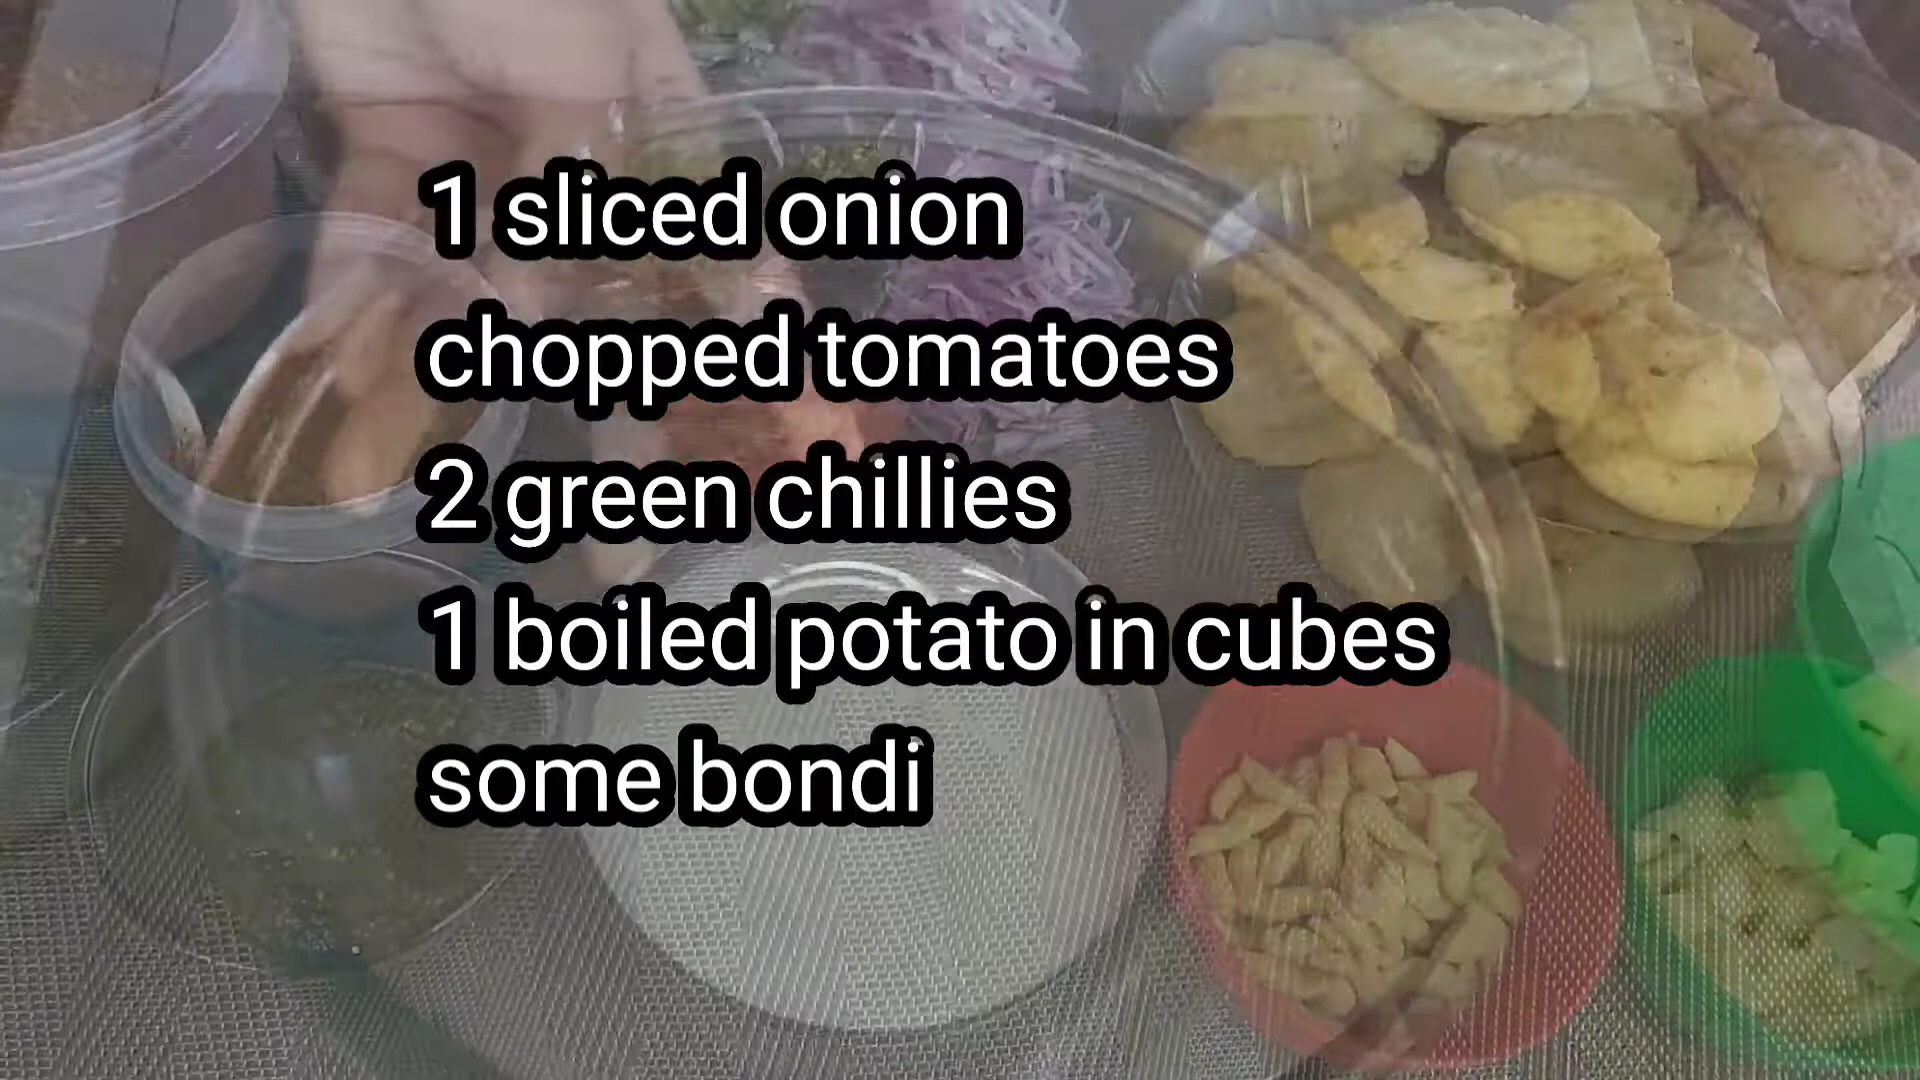 1 sliced onion
chopped tomatoes
2 green chillies
1 boiled potato in cubes
some bondi